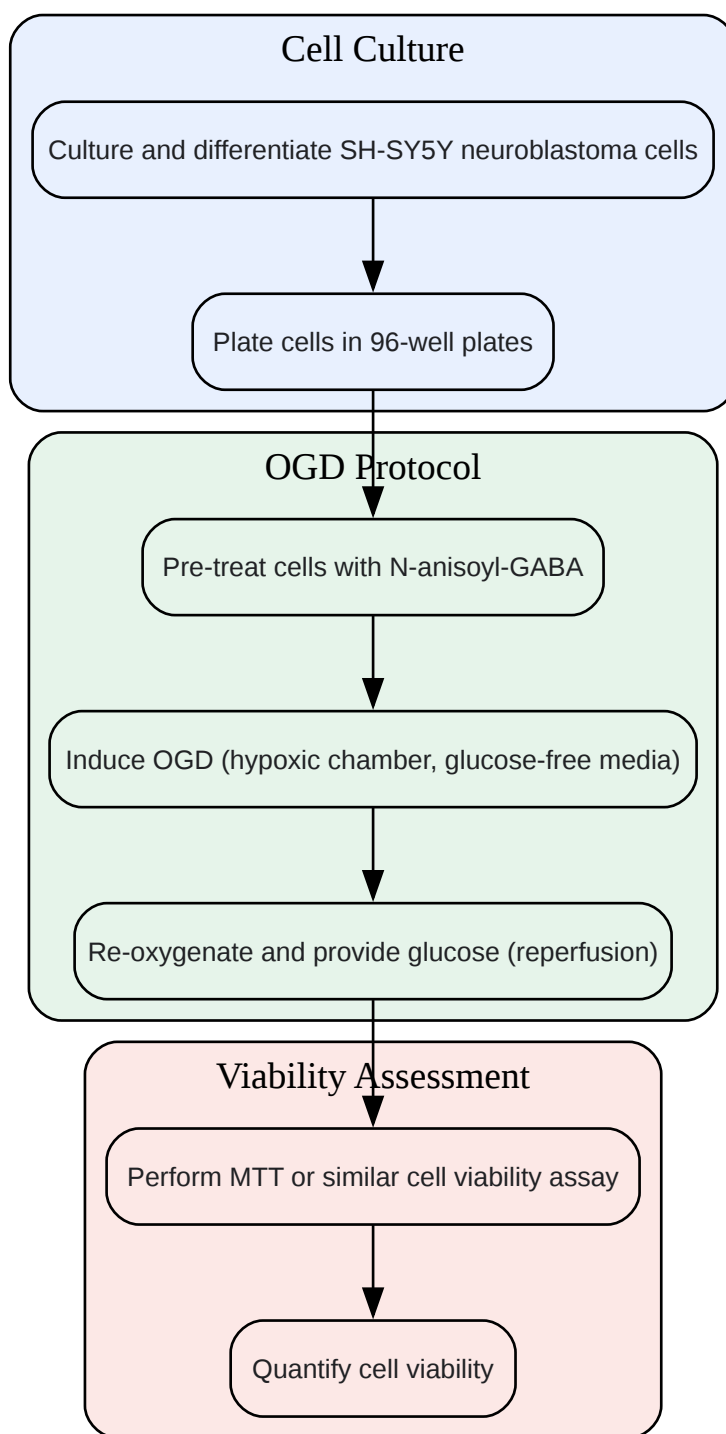 Cell Culture
Culture and differentiate SH-SY5Y neuroblastoma cells
Plate cells in 96-well plates
OGD Protocol
Pre-treat cells with N-anisoyl-GABA
Induce OGD (hypoxic chamber, glucose-free media)
Re-oxygenate and provide glucose (reperfusion)
Viability Assessment
Perform MTT or similar cell viability assay
Quantify cell viability